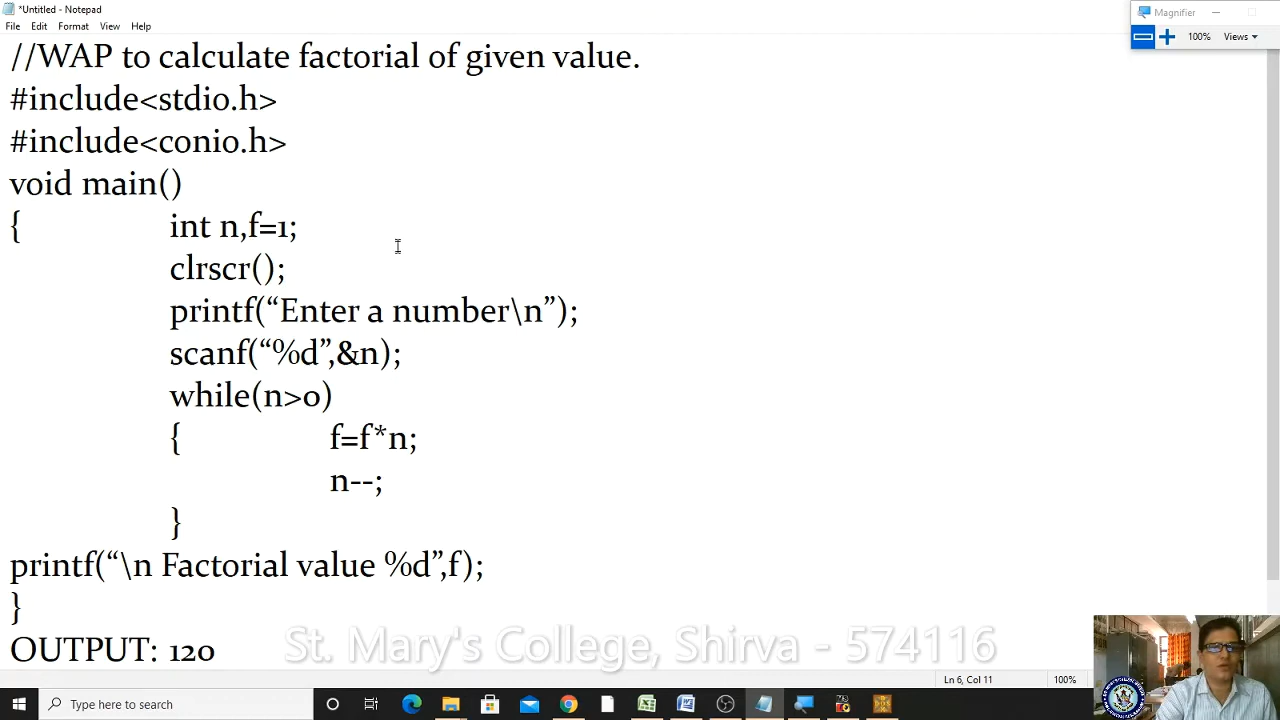 *Untitled - Notepad
File Edit Format View Help
Magnifier
100% Views
//WAP to calculate factorial of given value.
#include<stdio.h>
#include<conio.h>
void main()
{ int n,f=1;
clrscr();
printf(“Enter a number\n”);
scanf(“%d”,&n);
while(n>0)
{ f=f*n;
n--;
}
printf(“\n Factorial value %d”,f);
}
OUTPUT: 120
St. Mary's College, Shirva - 574116
Ln 6, Col 11 100%
Type here to search